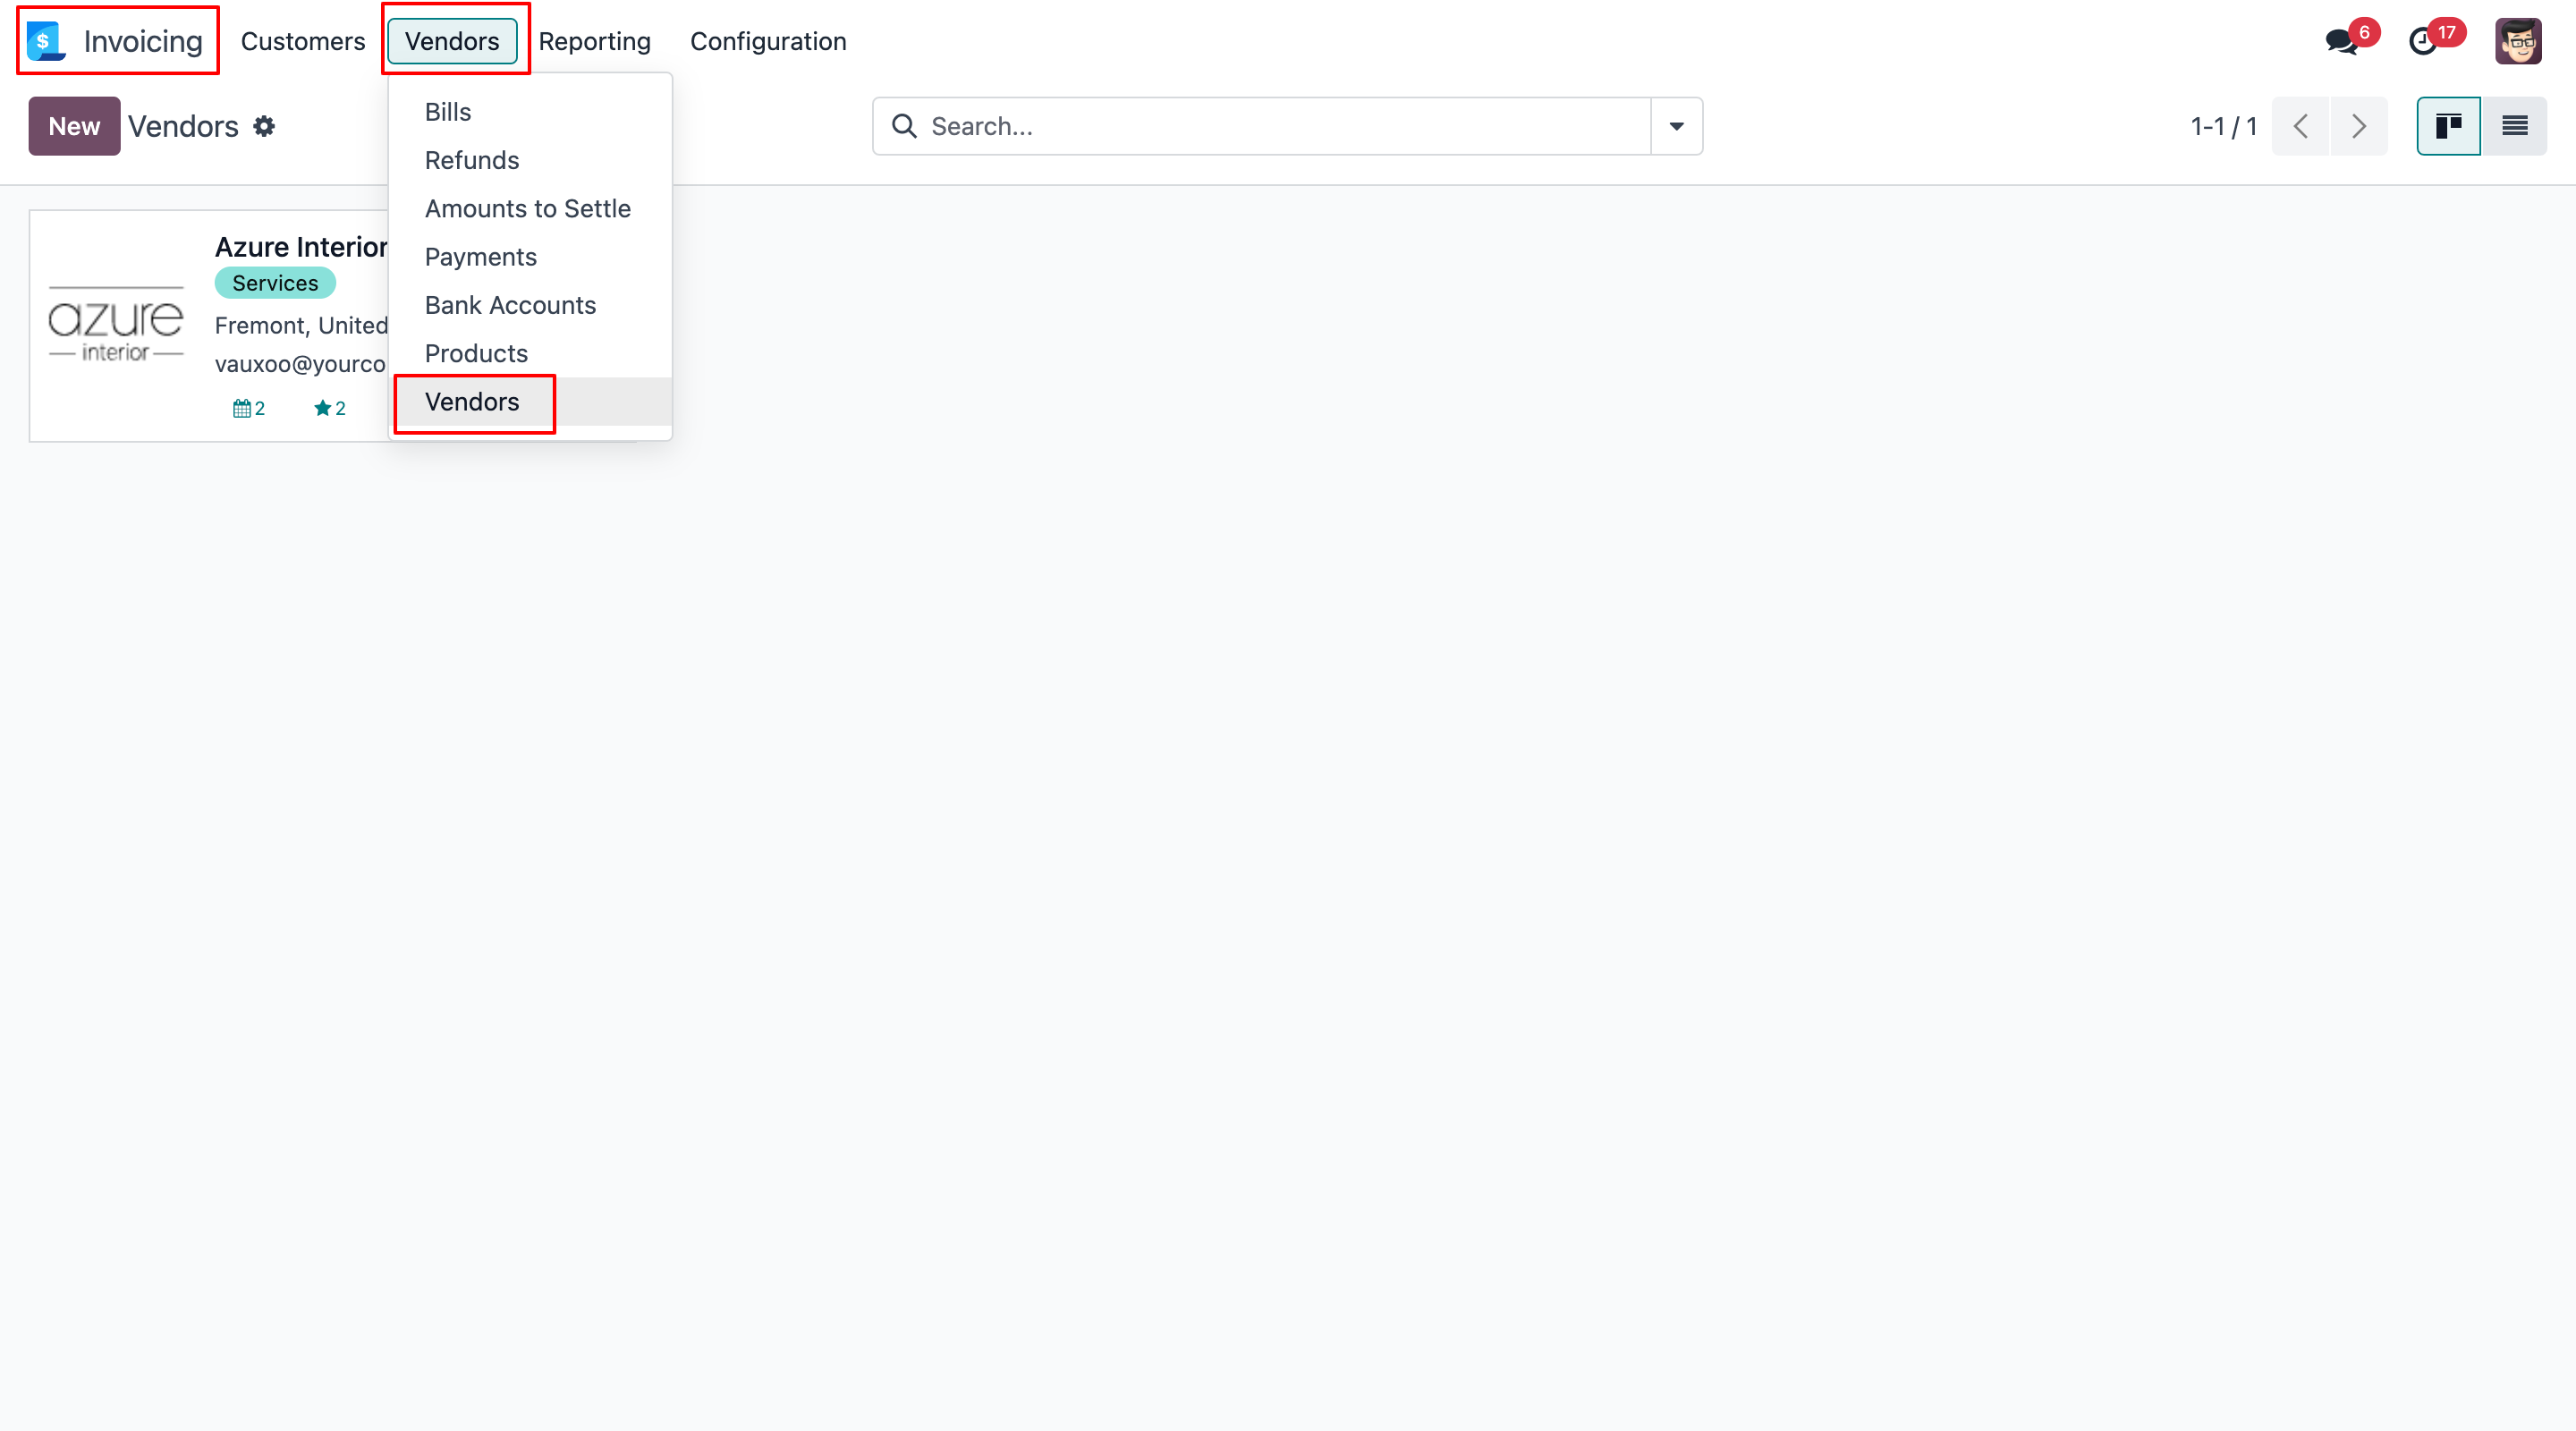 $ Invoicing Customers Vendors Reporting Configuration 6 17
New Vendors Search... 1-1 / 1
Bills
Refunds
Amounts to Settle
Payments
Bank Accounts
Products
Vendors
azure
interior
Azure Interior
Services
Fremont, United
vauxoo@yourco
2 2